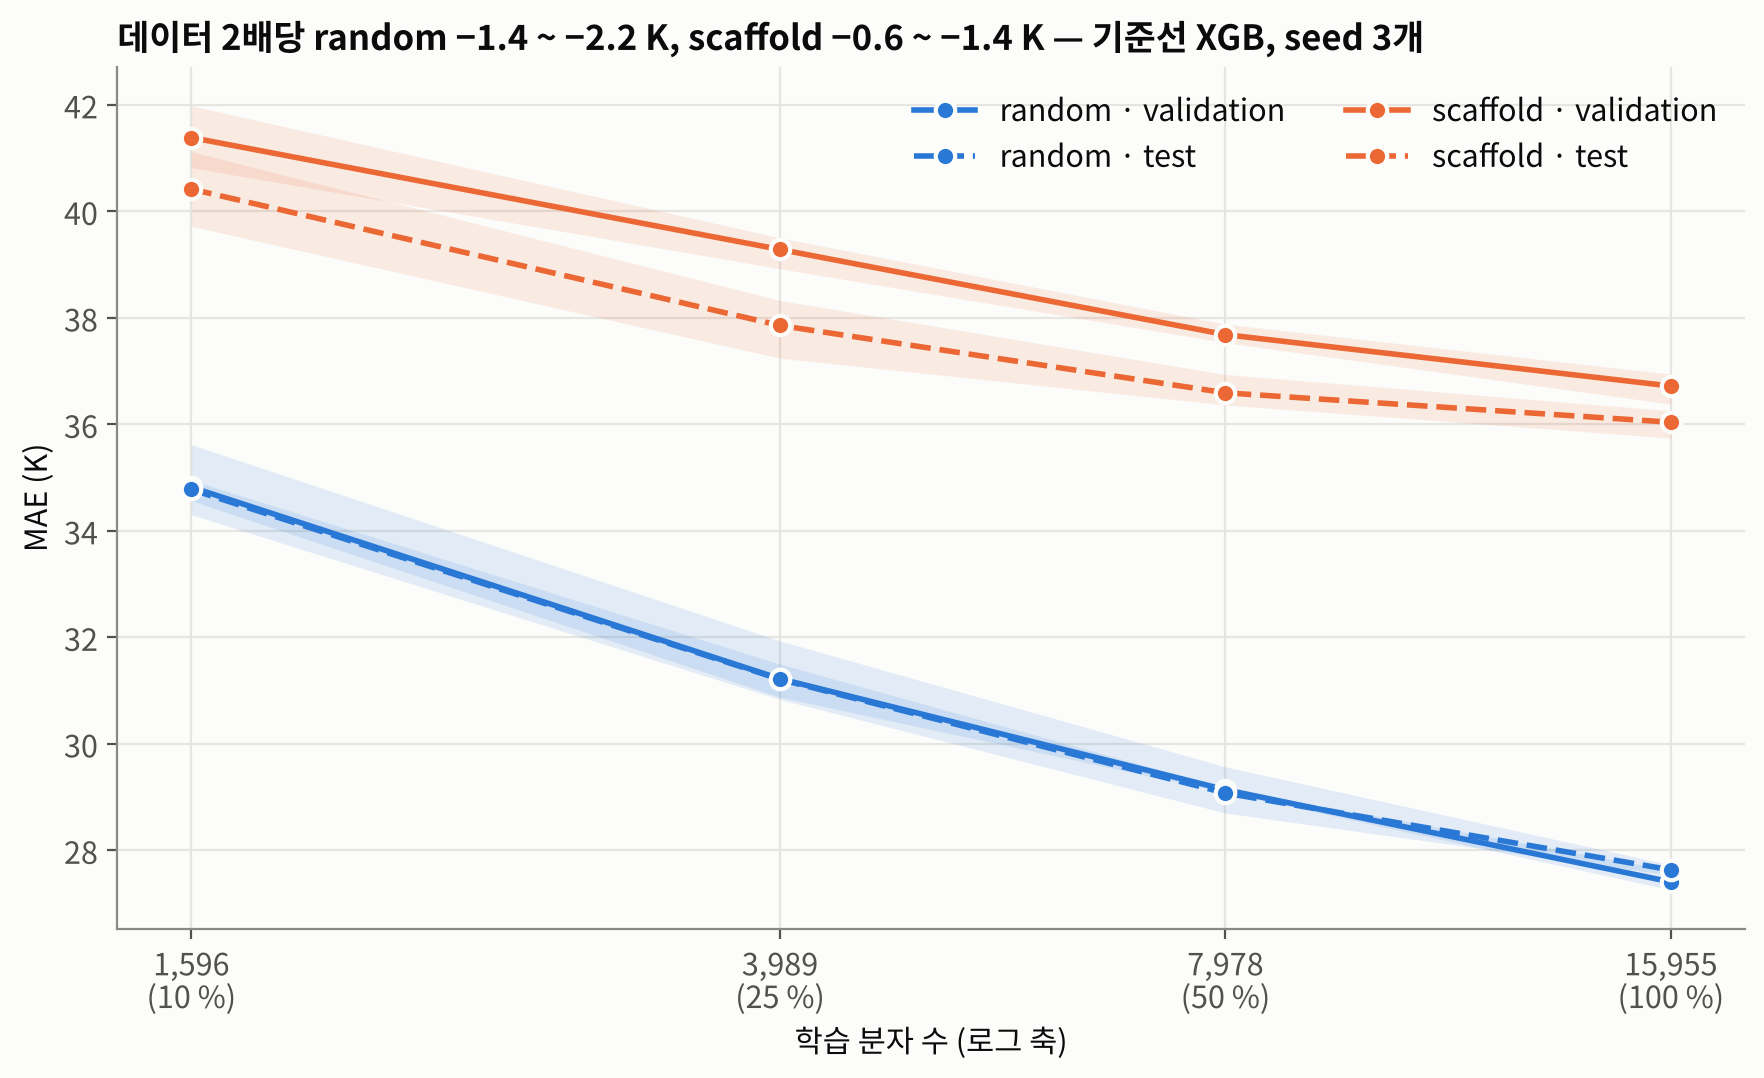 데이터 2배당 random −1.4 ~ −2.2 K, scaffold −0.6 ~ −1.4 K — 기준선 XGB, seed 3개
random · validation
scaffold · validation
random · test
scaffold · test
42
40
38
36
34
32
30
28
MAE (K)
1,596
(10 %)
3,989
(25 %)
7,978
(50 %)
15,955
(100 %)
학습 분자 수 (로그 축)